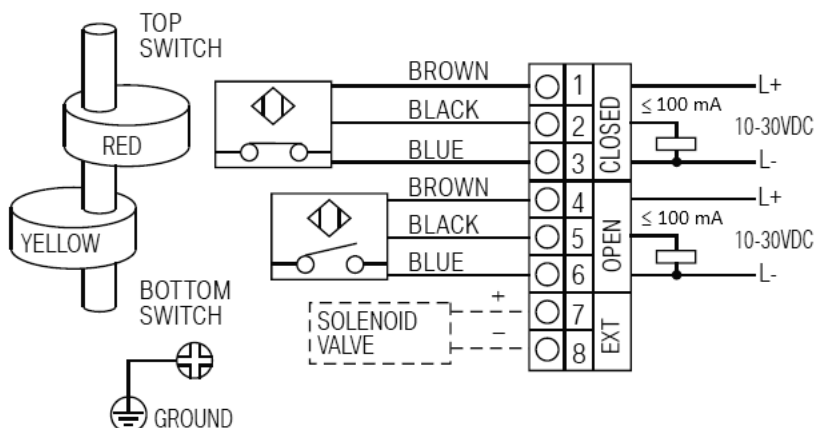 TOP
SWITCH
RED
YELLOW
BOTTOM
SWITCH
GROUND
BROWN
BLACK
BLUE
BROWN
BLACK
BLUE
SOLENOID
VALVE
+
–
1
2
3
4
5
6
7
8
CLOSED
OPEN
EXT
L+
≤ 100 mA
10-30VDC
L-
L+
≤ 100 mA
10-30VDC
L-